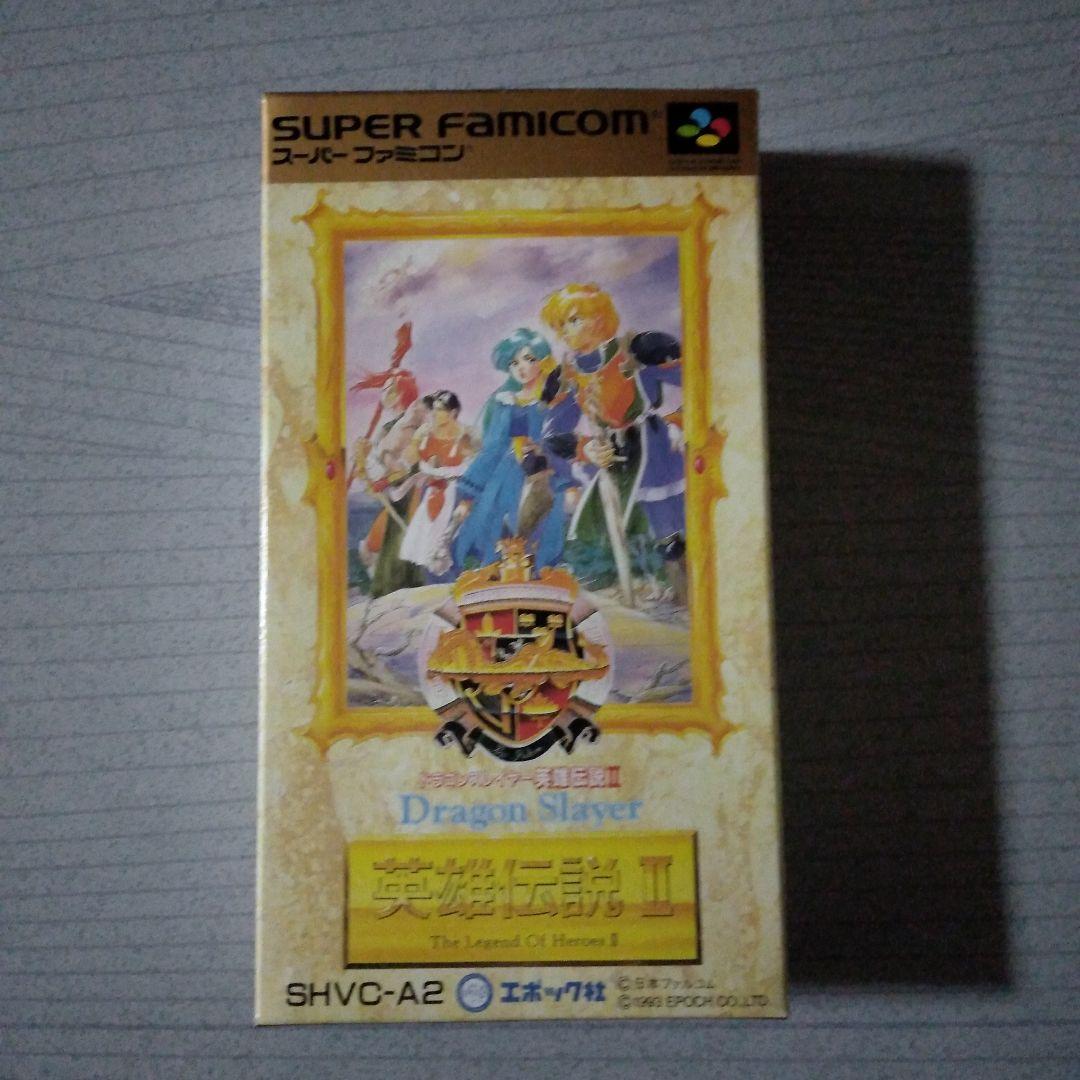 SUPER FAMICOM
スーパーファミコン
ドラゴンスレイヤー英雄伝説II
Dragon Slayer
英雄伝説 II
The Legend Of Heroes II
SHVC-A2 エポック社 ©日本ファルコム
©1993 EPOCH CO.,LTD.